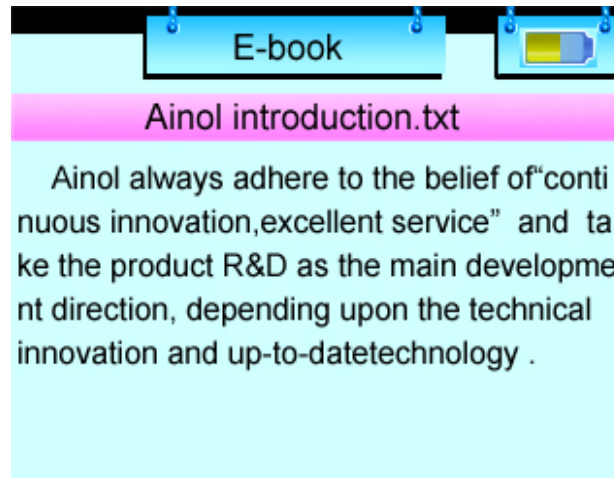 E-book
Ainol introduction.txt
Ainol always adhere to the belief of“conti
nuous innovation,excellent service” and ta
ke the product R&D as the main developme
nt direction, depending upon the technical
innovation and up-to-datetechnology .